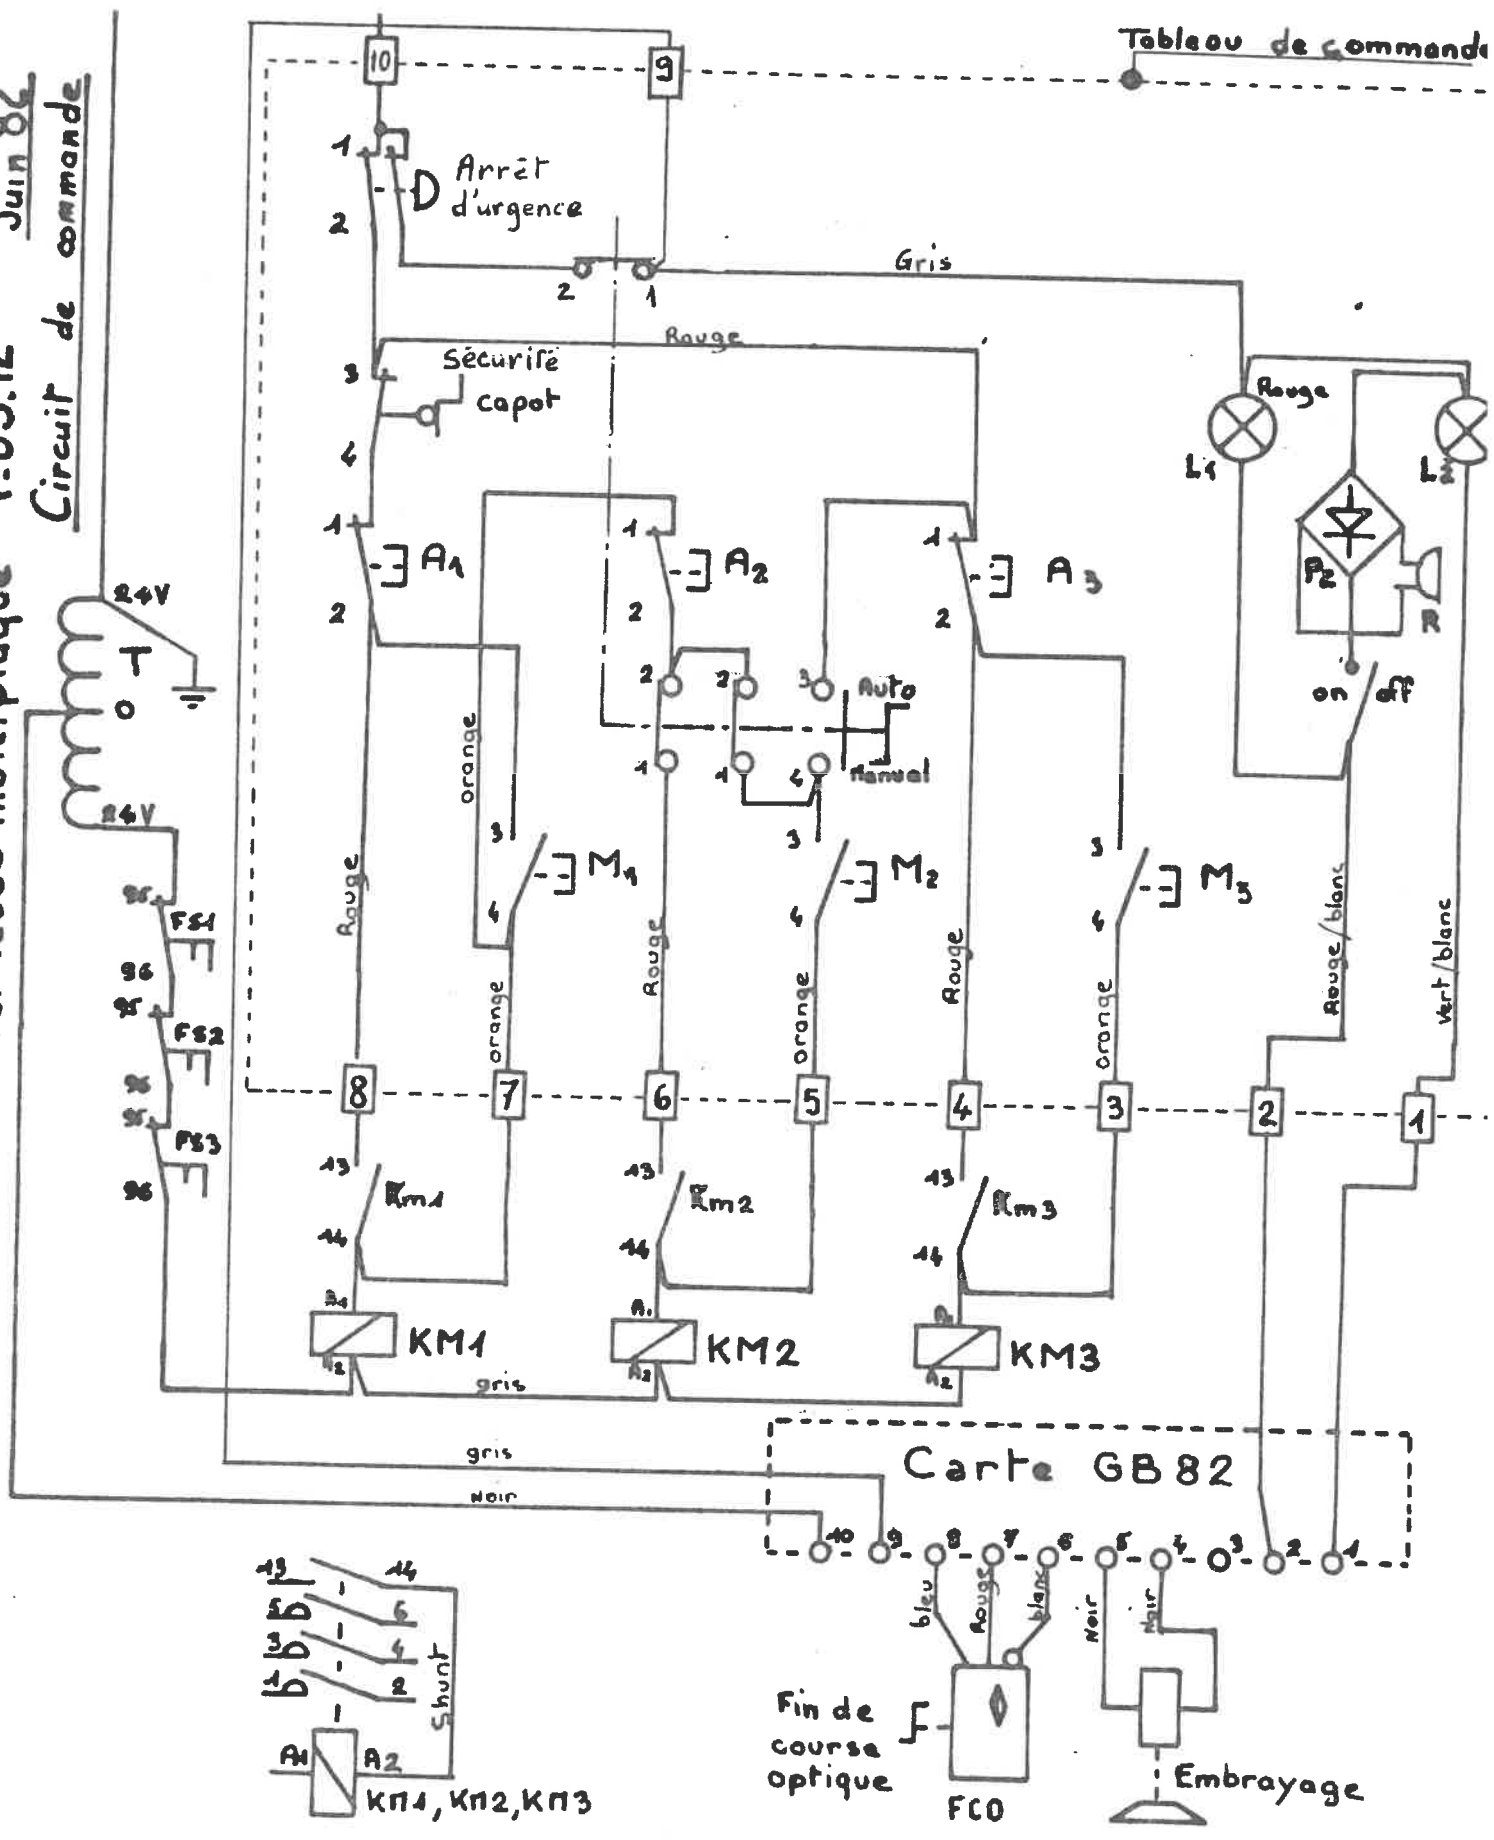 Juin 82
Circuit de commande
Tableau de commande
10
9
1
2
Arrêt
d'urgence
2
1
Gris
Rouge
3
4
Sécurité
capot
Rouge
L1
P2
R
on
off
1
2
A1
1
2
A2
1
2
A3
24V
T
O
24V
2
2
3
Auto
1
1
4
Manual
orange
Rouge
3
4
M1
Rouge
3
4
M2
Rouge
3
4
M3
orange
orange
orange
Rouge/blanc
Vert/blanc
95
FS1
96
95
FS2
96
95
FS3
96
8
7
6
5
4
3
2
1
13
Km1
14
13
Km2
14
13
Km3
14
A2
KM1
A1
A2
KM2
A1
A2
KM3
gris
gris
Noir
Carte GB82
10
9
8
7
6
5
4
3
2
1
bleu
Rouge
blanc
Noir
Noir
13
14
5
6
3
4
1
2
Shunt
A1
A2
KM1, KM2, KM3
Fin de
course
optique
FCO
Embrayage